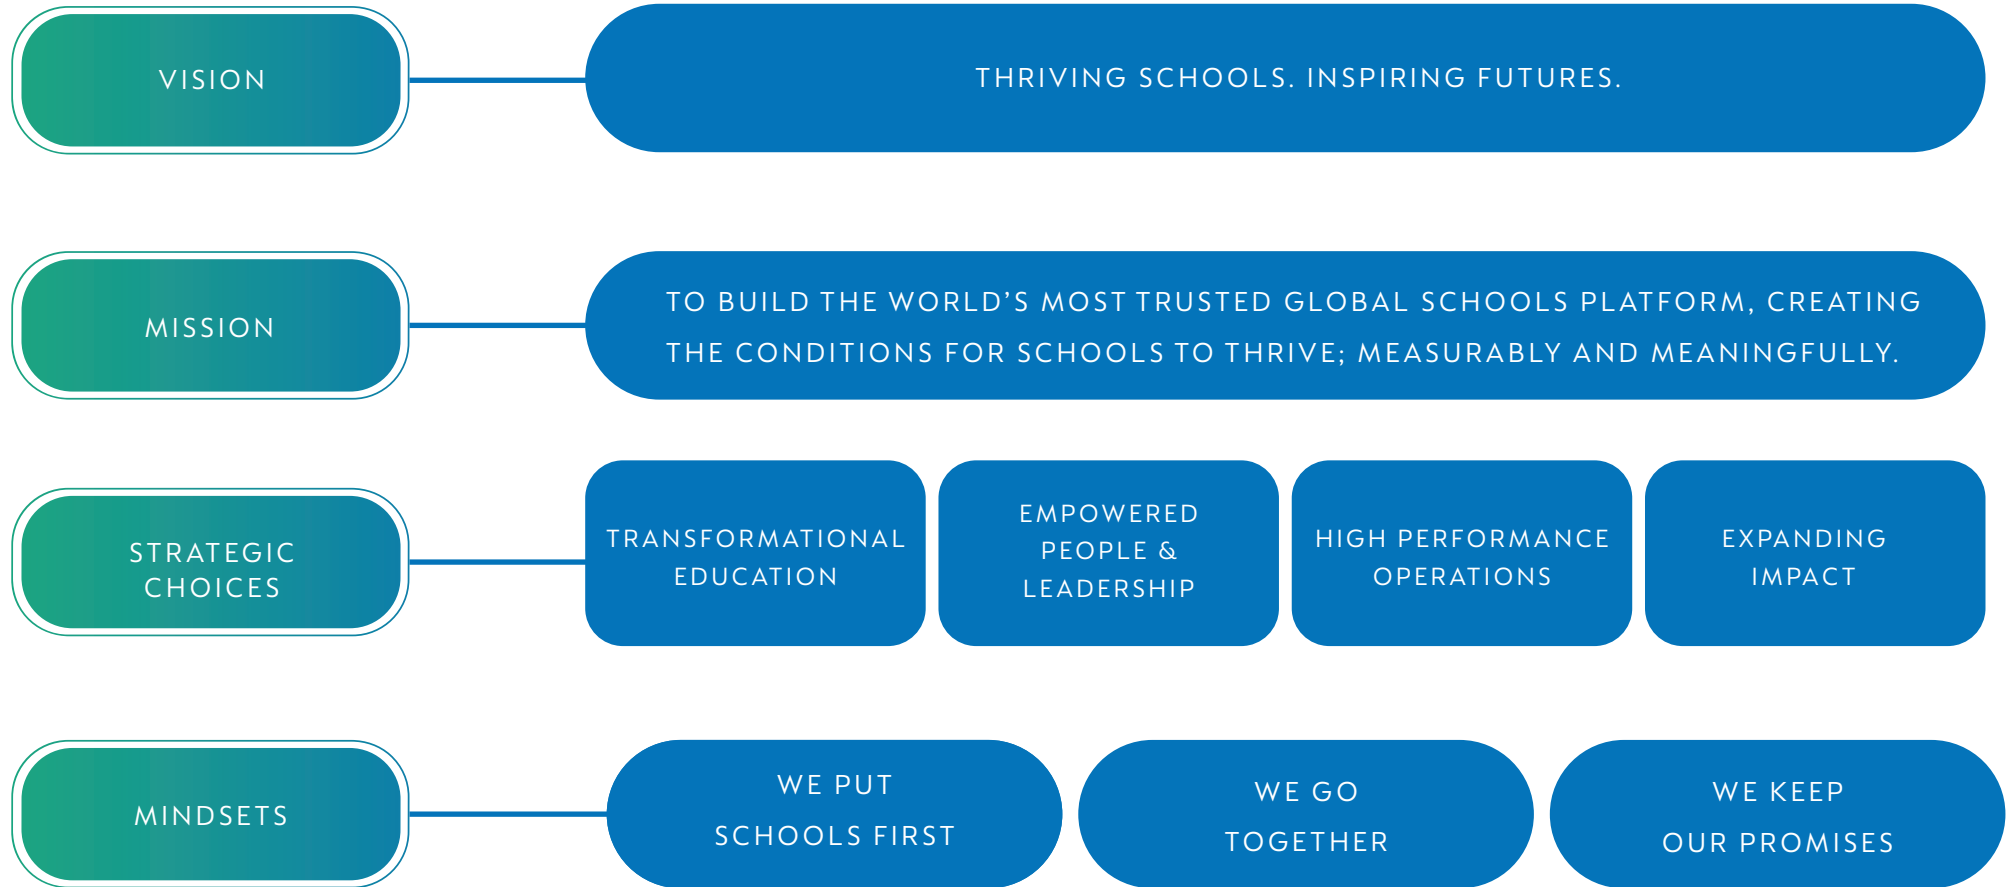 VISION
THRIVING SCHOOLS. INSPIRING FUTURES.
MISSION
TO BUILD THE WORLD’S MOST TRUSTED GLOBAL SCHOOLS PLATFORM, CREATING
THE CONDITIONS FOR SCHOOLS TO THRIVE; MEASURABLY AND MEANINGFULLY.
STRATEGIC
CHOICES
TRANSFORMATIONAL
EDUCATION
EMPOWERED
PEOPLE &
LEADERSHIP
HIGH PERFORMANCE
OPERATIONS
EXPANDING
IMPACT
MINDSETS
WE PUT
SCHOOLS FIRST
WE GO
TOGETHER
WE KEEP
OUR PROMISES